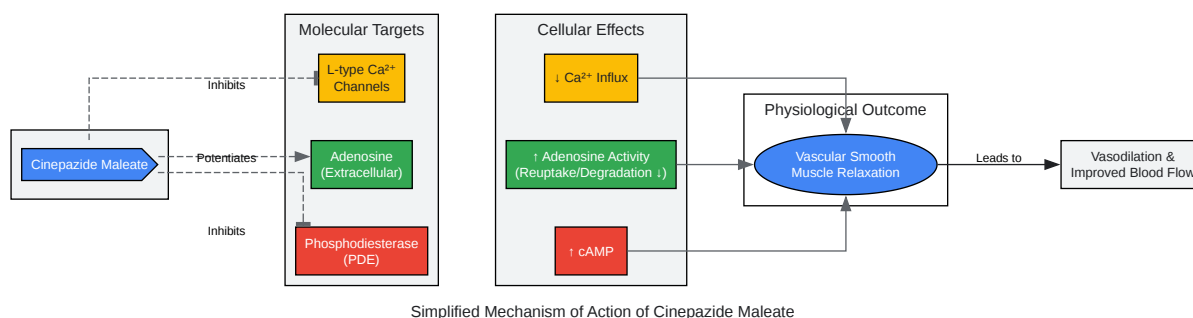 Molecular Targets
Cellular Effects
L-type Ca²⁺
Channels
↓ Ca²⁺ Influx
Inhibits
Physiological Outcome
Cinepazide Maleate
Potentiates
Adenosine
(Extracellular)
↑ Adenosine Activity
(Reuptake/Degradation ↓)
Vascular Smooth
Muscle Relaxation
Leads to
Vasodilation &
Improved Blood Flow
Inhibits
Phosphodiesterase
(PDE)
↑ cAMP
Simplified Mechanism of Action of Cinepazide Maleate